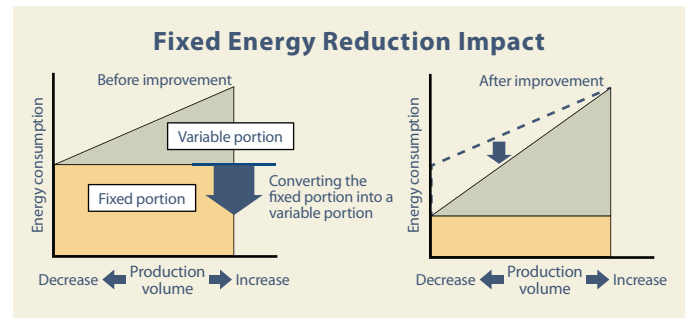 Fixed Energy Reduction Impact
Before improvement
Energy consumption
Variable portion
Fixed portion
Converting the
fixed portion into a
variable portion
Decrease
Production
volume
Increase
After improvement
Energy consumption
Decrease
Production
volume
Increase